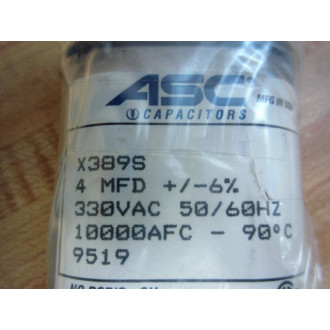 ASC
MFG IN USA
CAPACITORS
X389S
4 MFD +/-6%
330VAC 50/60HZ
10000AFC - 90°C
9519